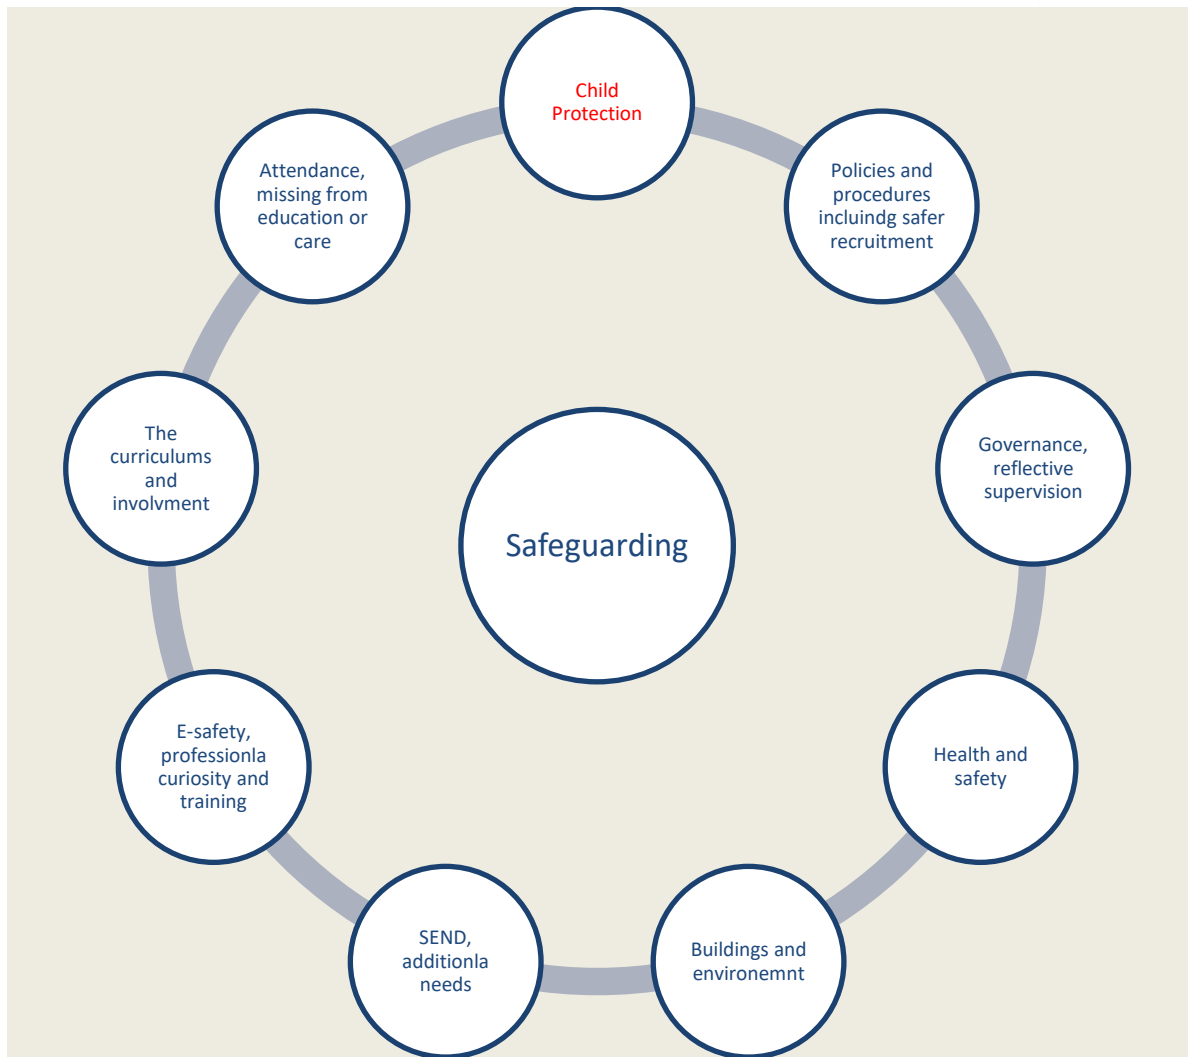 Child
Protection
Policies and
procedures
incluindg safer
recruitment
Governance,
reflective
supervision
Health and
safety
Buildings and
environemnt
SEND,
additionla
needs
E-safety,
professionla
curiosity and
training
The
curriculums
and
involvment
Attendance,
missing from
education or
care
Safeguarding